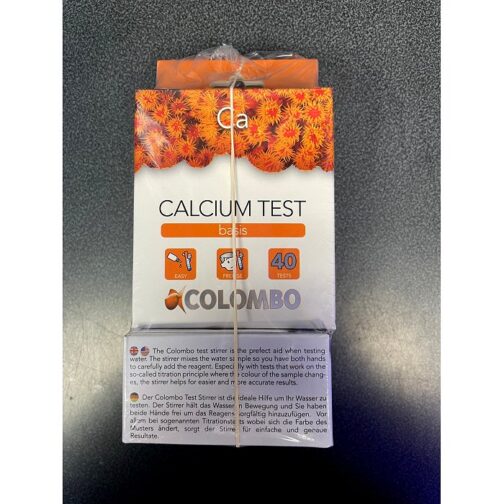 Ca
CALCIUM TEST
basis
EASY
PRECISE
40
TESTS
COLOMBO
The Colombo test stirrer is the prefect aid when testing
water. The stirrer mixes the water sample so you have both hands
to carefully add the reagent. Especially with tests that work on the
so-called titration principle where the colour of the sample chang-
es, the stirrer helps for easier and more accurate results.
Der Colombo Test Stirrer ist die ideale Hilfe um Ihr Wasser zu
testen. Der Stirrer hält das Wasser in Bewegung und Sie haben
beide Hände frei um das Reagens sorgfältig hinzuzufügen. Vor
allem bei sogenannten Titrationstests wobei sich die Farbe des
Musters ändert, sorgt der Stirrer für einfache und genaue
Resultate.